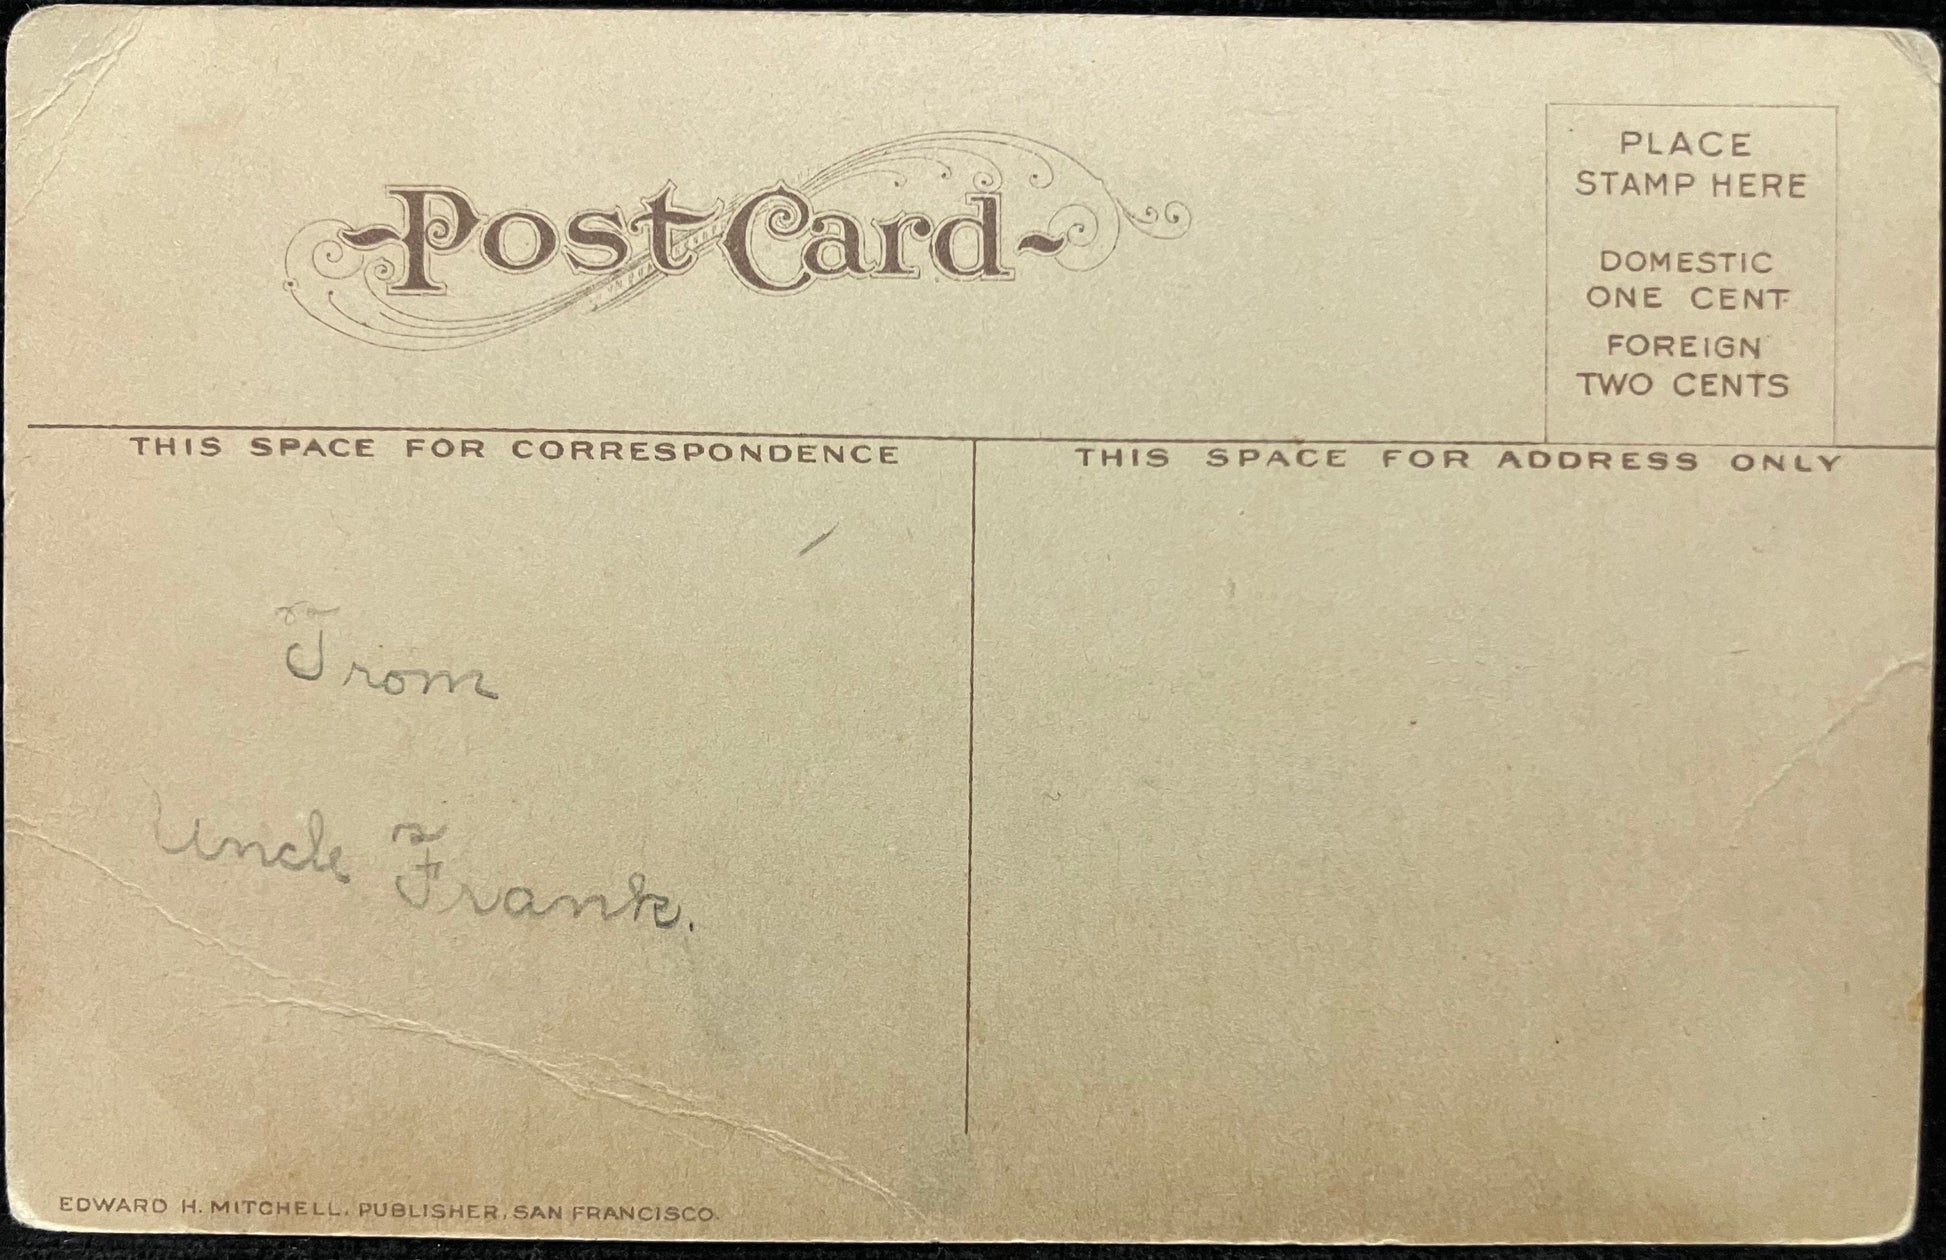 Post Card
PLACE
STAMP HERE
DOMESTIC
ONE CENT
FOREIGN
TWO CENTS
THIS SPACE FOR CORRESPONDENCE
THIS SPACE FOR ADDRESS ONLY
From
Uncle Frank.
EDWARD H. MITCHELL, PUBLISHER, SAN FRANCISCO.